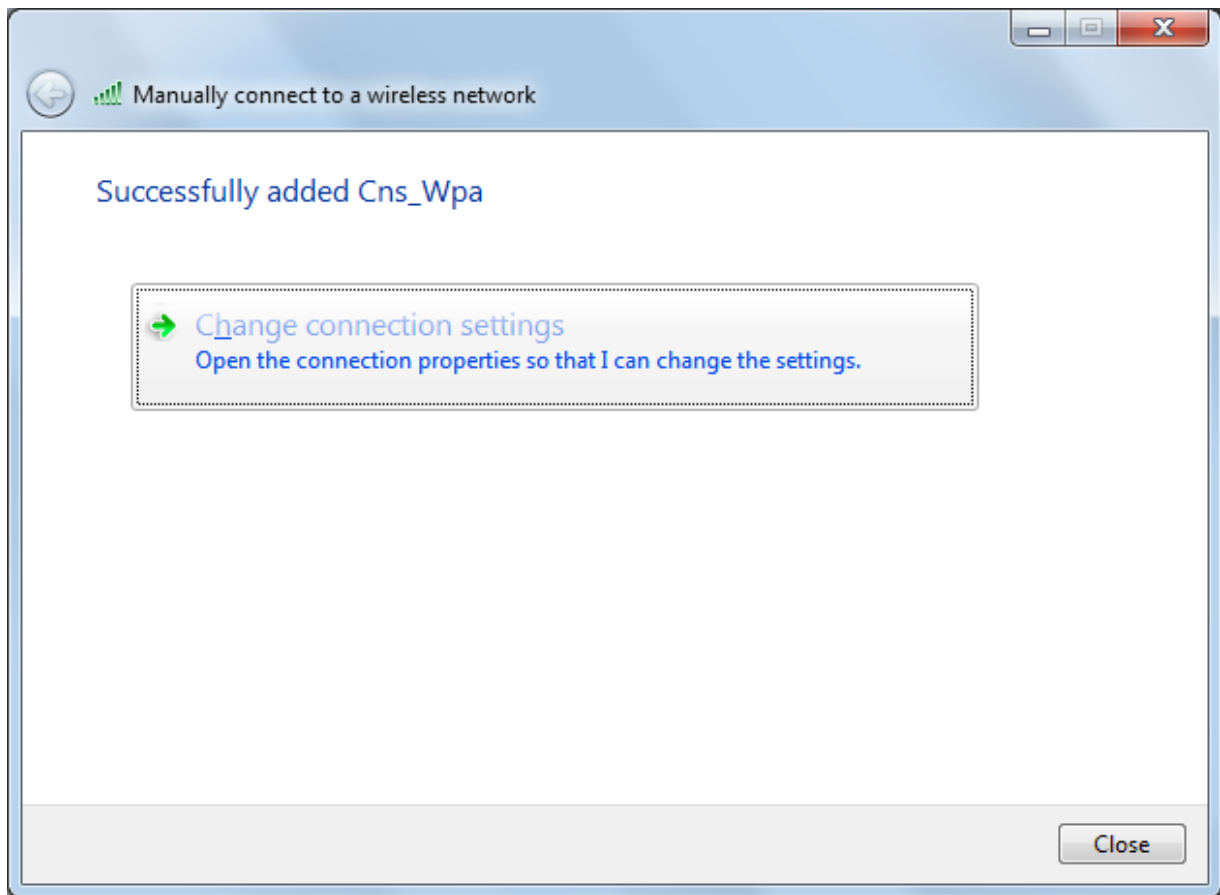 Manually connect to a wireless network
Successfully added Cns_Wpa
Change connection settings
Open the connection properties so that I can change the settings.
Close